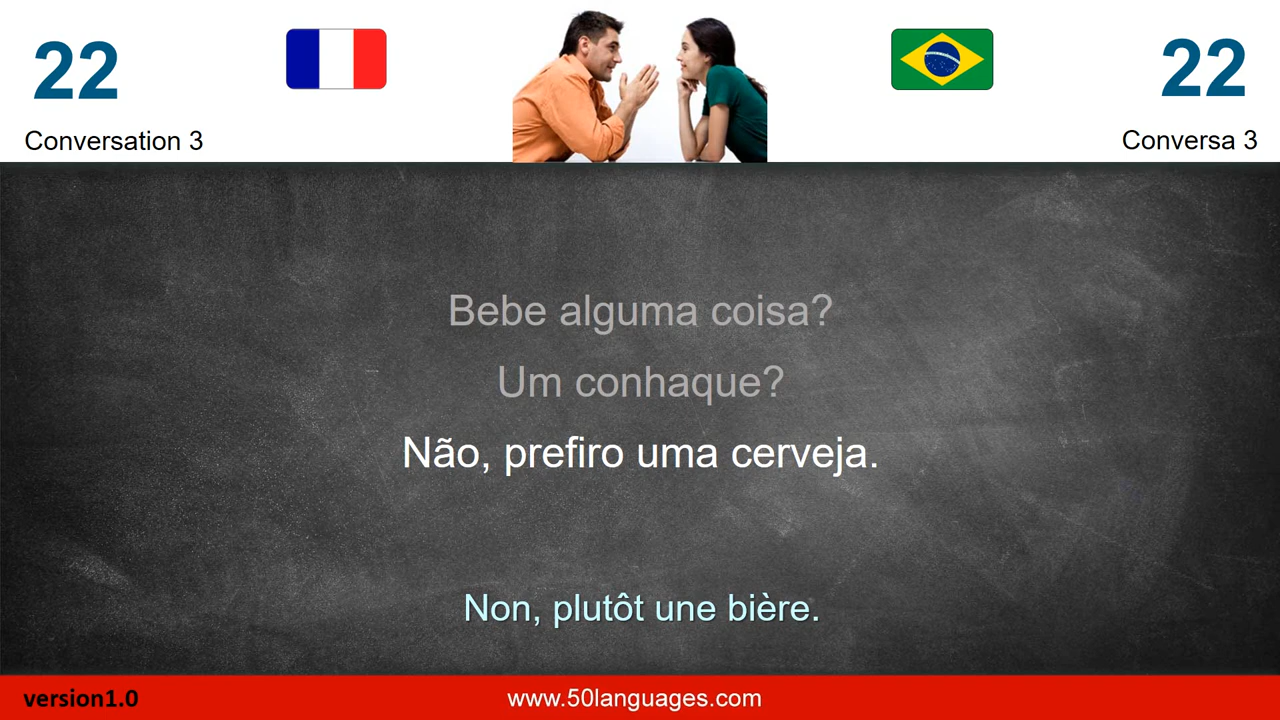 22
22
Conversation 3
Conversa 3
Bebe alguma coisa?
Um conhaque?
Não, prefiro uma cerveja.
Non, plutôt une bière.
version1.0
www.50languages.com